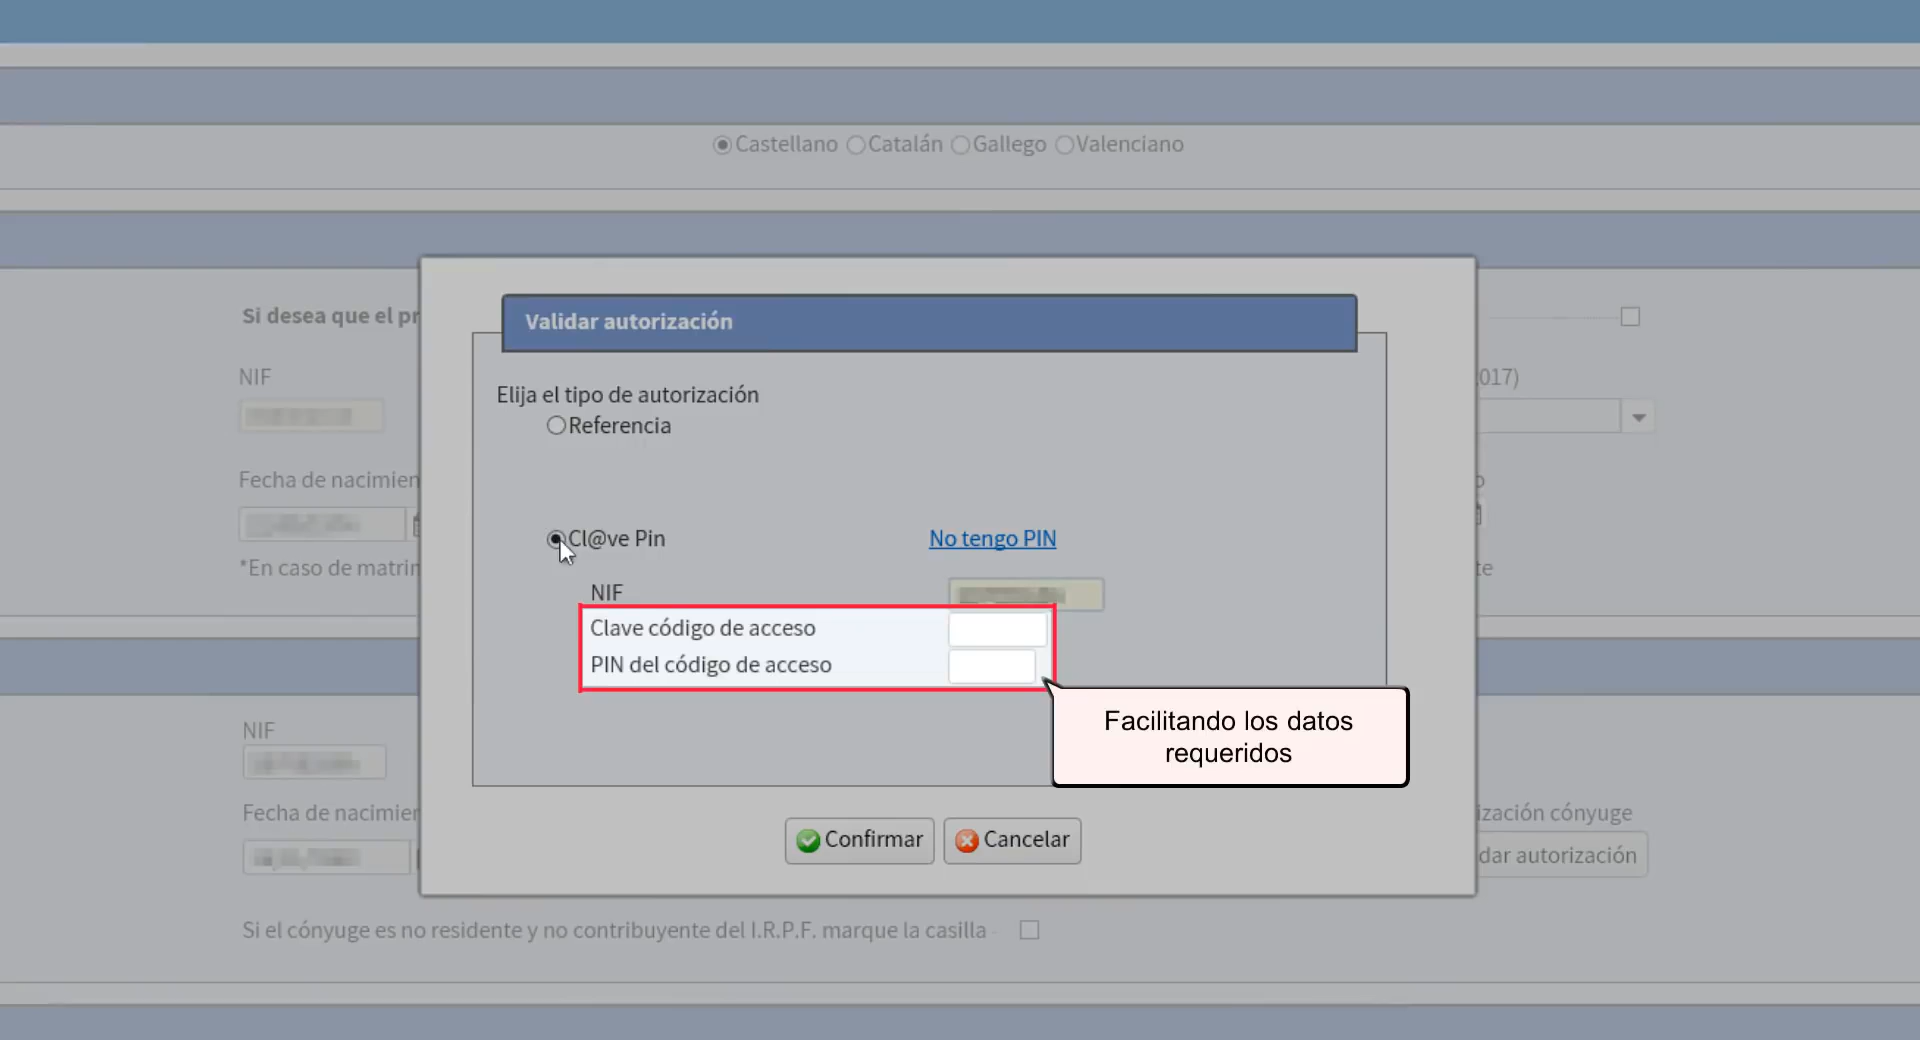 Castellano Catalán Gallego Valenciano
Si desea que el pr
NIF
017)
Fecha de nacimien
*En caso de matrin
Validar autorización
Elija el tipo de autorización
Referencia
Cl@ve Pin
No tengo PIN
NIF
Clave código de acceso
PIN del código de acceso
Facilitando los datos
requeridos
Confirmar
Cancelar
NIF
Fecha de nacimier
ización cónyuge
dar autorización
Si el cónyuge es no residente y no contribuyente del I.R.P.F. marque la casilla